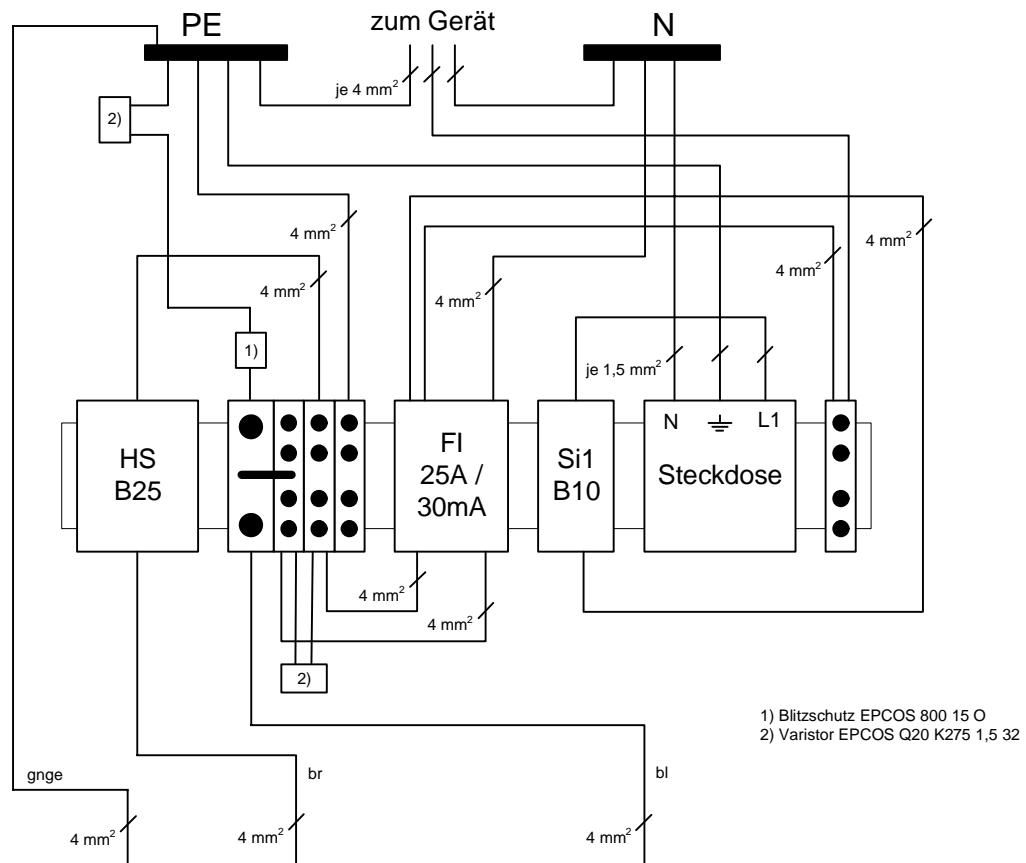 PE
zum Gerät
N
je 4 mm²
2)
4 mm²
4 mm²
4 mm²
4 mm²
4 mm²
1)
je 1,5 mm²
HS
B25
FI
25A /
30mA
Si1
B10
N
L1
Steckdose
4 mm²
4 mm²
2)
1) Blitzschutz EPCOS 800 15 O
2) Varistor EPCOS Q20 K275 1,5 32
gnge
br
bl
4 mm²
4 mm²
4 mm²